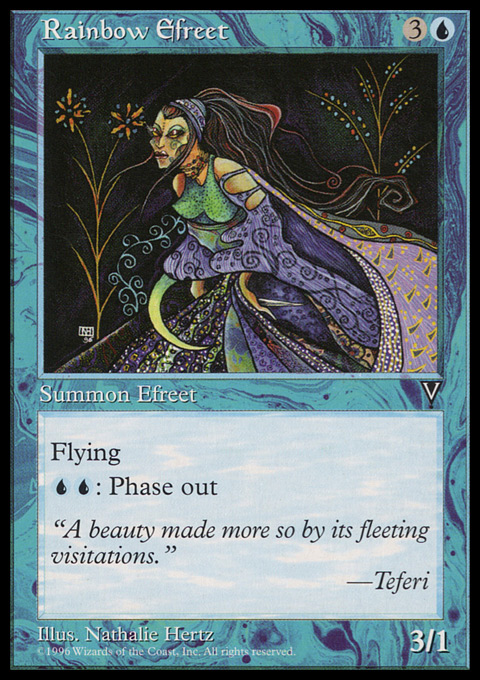 Rainbow Efreet 3
Summon Efreet V
Flying
: Phase out
“A beauty made more so by its fleeting
visitations.”
—Teferi
Illus. Nathalie Hertz
©1996 Wizards of the Coast, Inc. All rights reserved.
3/1